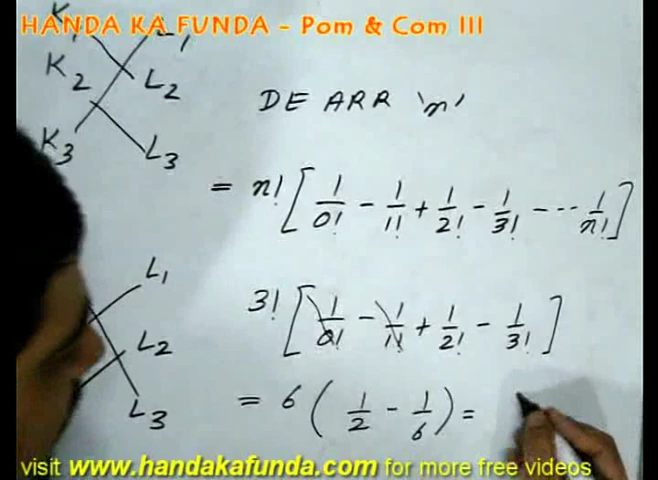 HANDA KA FUNDA - Pom & Com III
K1 L1
K2 L2
K3 L3
DE ARR 'n'
= n! [ 1/0! - 1/1! + 1/2! - 1/3! - ... 1/n! ]
L1
3! [ 1/0! - 1/1! + 1/2! - 1/3! ]
L2
= 6 ( 1/2 - 1/6 ) =
L3
visit www.handakafunda.com for more free videos